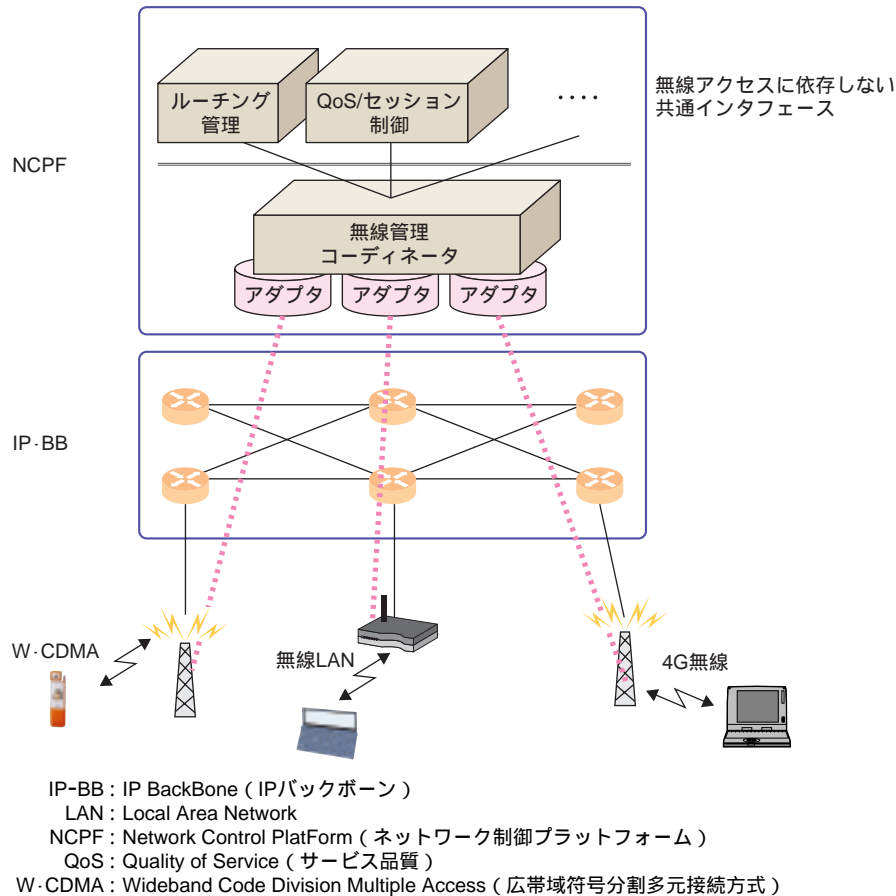 ルーチング
管理
QoS/セッション
制御
‥‥
無線アクセスに依存しない
共通インタフェース
NCPF
無線管理
コーディネータ
アダプタ
アダプタ
アダプタ
IP·BB
W·CDMA
無線LAN
4G無線
IP-BB : IP BackBone（IPバックボーン）
LAN : Local Area Network
NCPF : Network Control PlatForm（ネットワーク制御プラットフォーム）
QoS : Quality of Service（サービス品質）
W·CDMA : Wideband Code Division Multiple Access（広帯域符号分割多元接続方式）